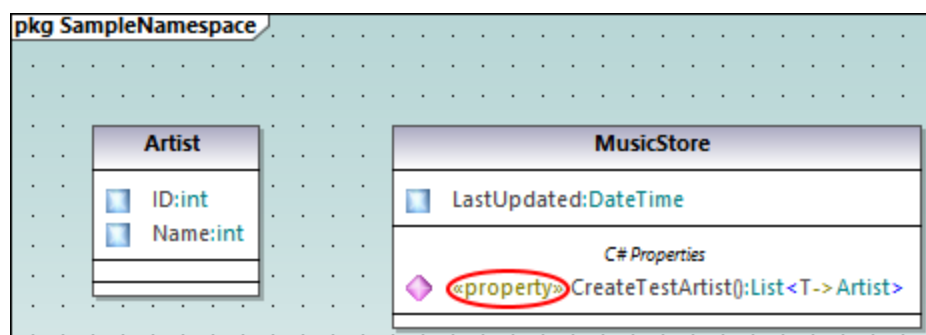 pkg SampleNamespace
Artist
ID:int
Name:int
MusicStore
LastUpdated:DateTime
C# Properties
«property» CreateTestArtist():List<T->Artist>